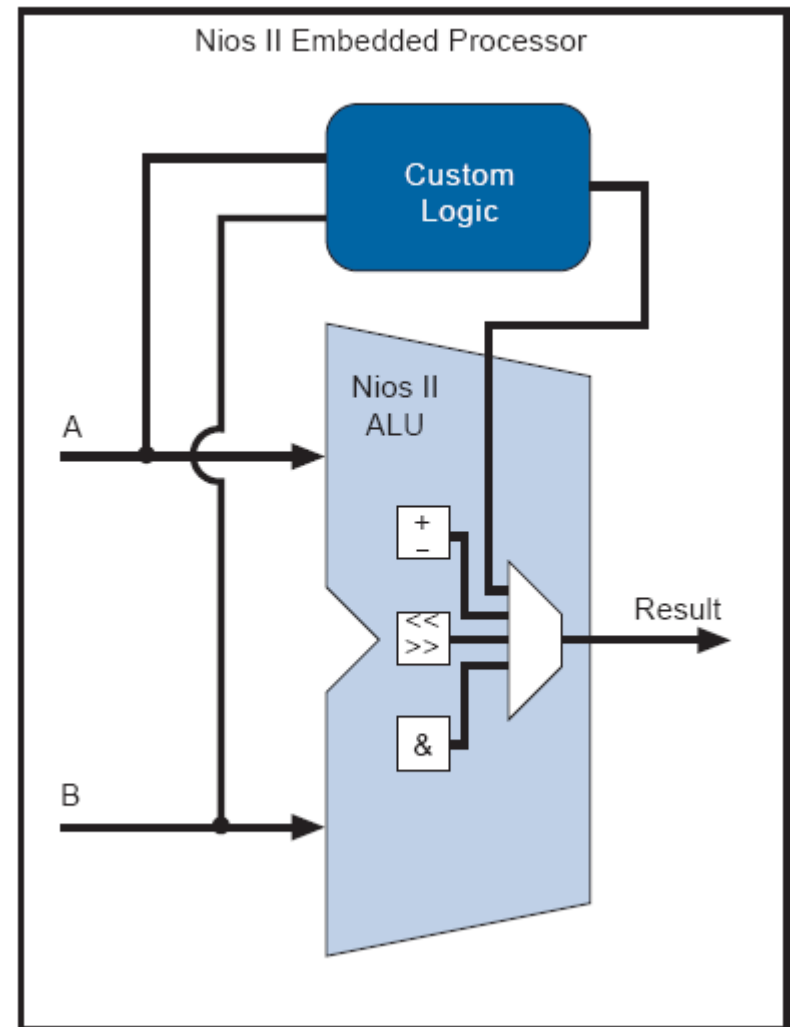 Nios II Embedded Processor
Custom
Logic
Nios II
ALU
A
+
−
<<
>>
Result
&
B